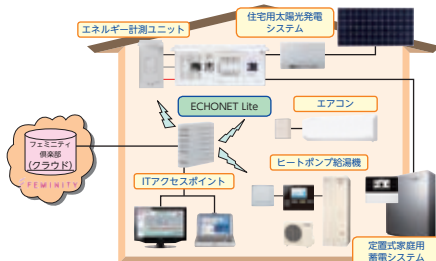 エネルギー計測ユニット
住宅用太陽光発電
システム
ECHONET Lite
エアコン
フェミニティ
倶楽部
(クラウド)
FEMINITY
ITアクセスポイント
ヒートポンプ給湯機
定置式家庭用
蓄電システム